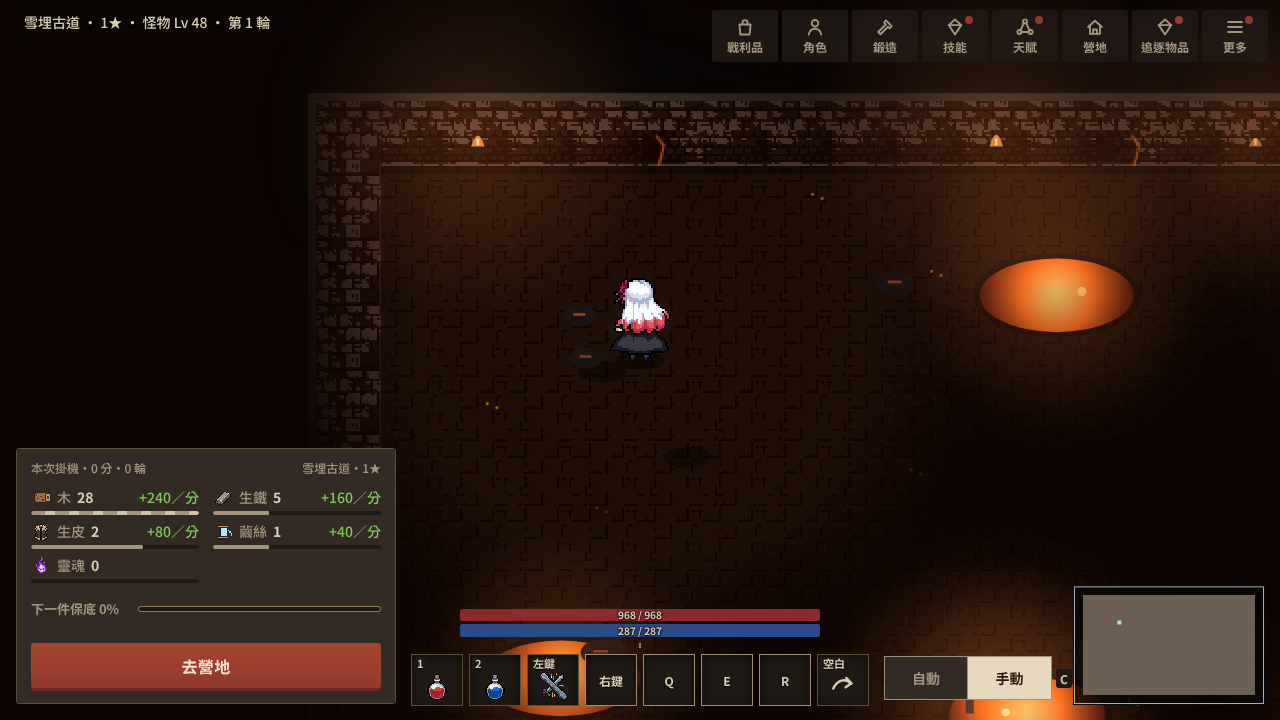 雪埋古道 • 1★ • 怪物 Lv 48 • 第 1 輪
戰利品
角色
鍛造
技能
天賦
營地
追逐物品
更多
本次掛機•0 分•0 輪
雪埋古道•1★
木 28 +240／分
生鐵 5 +160／分
生皮 2 +80／分
繭絲 1 +40／分
靈魂 0
下一件保底 0%
去營地
968 / 968
287 / 287
1
2
左鍵
右鍵
Q
E
R
空白
自動
手動
C